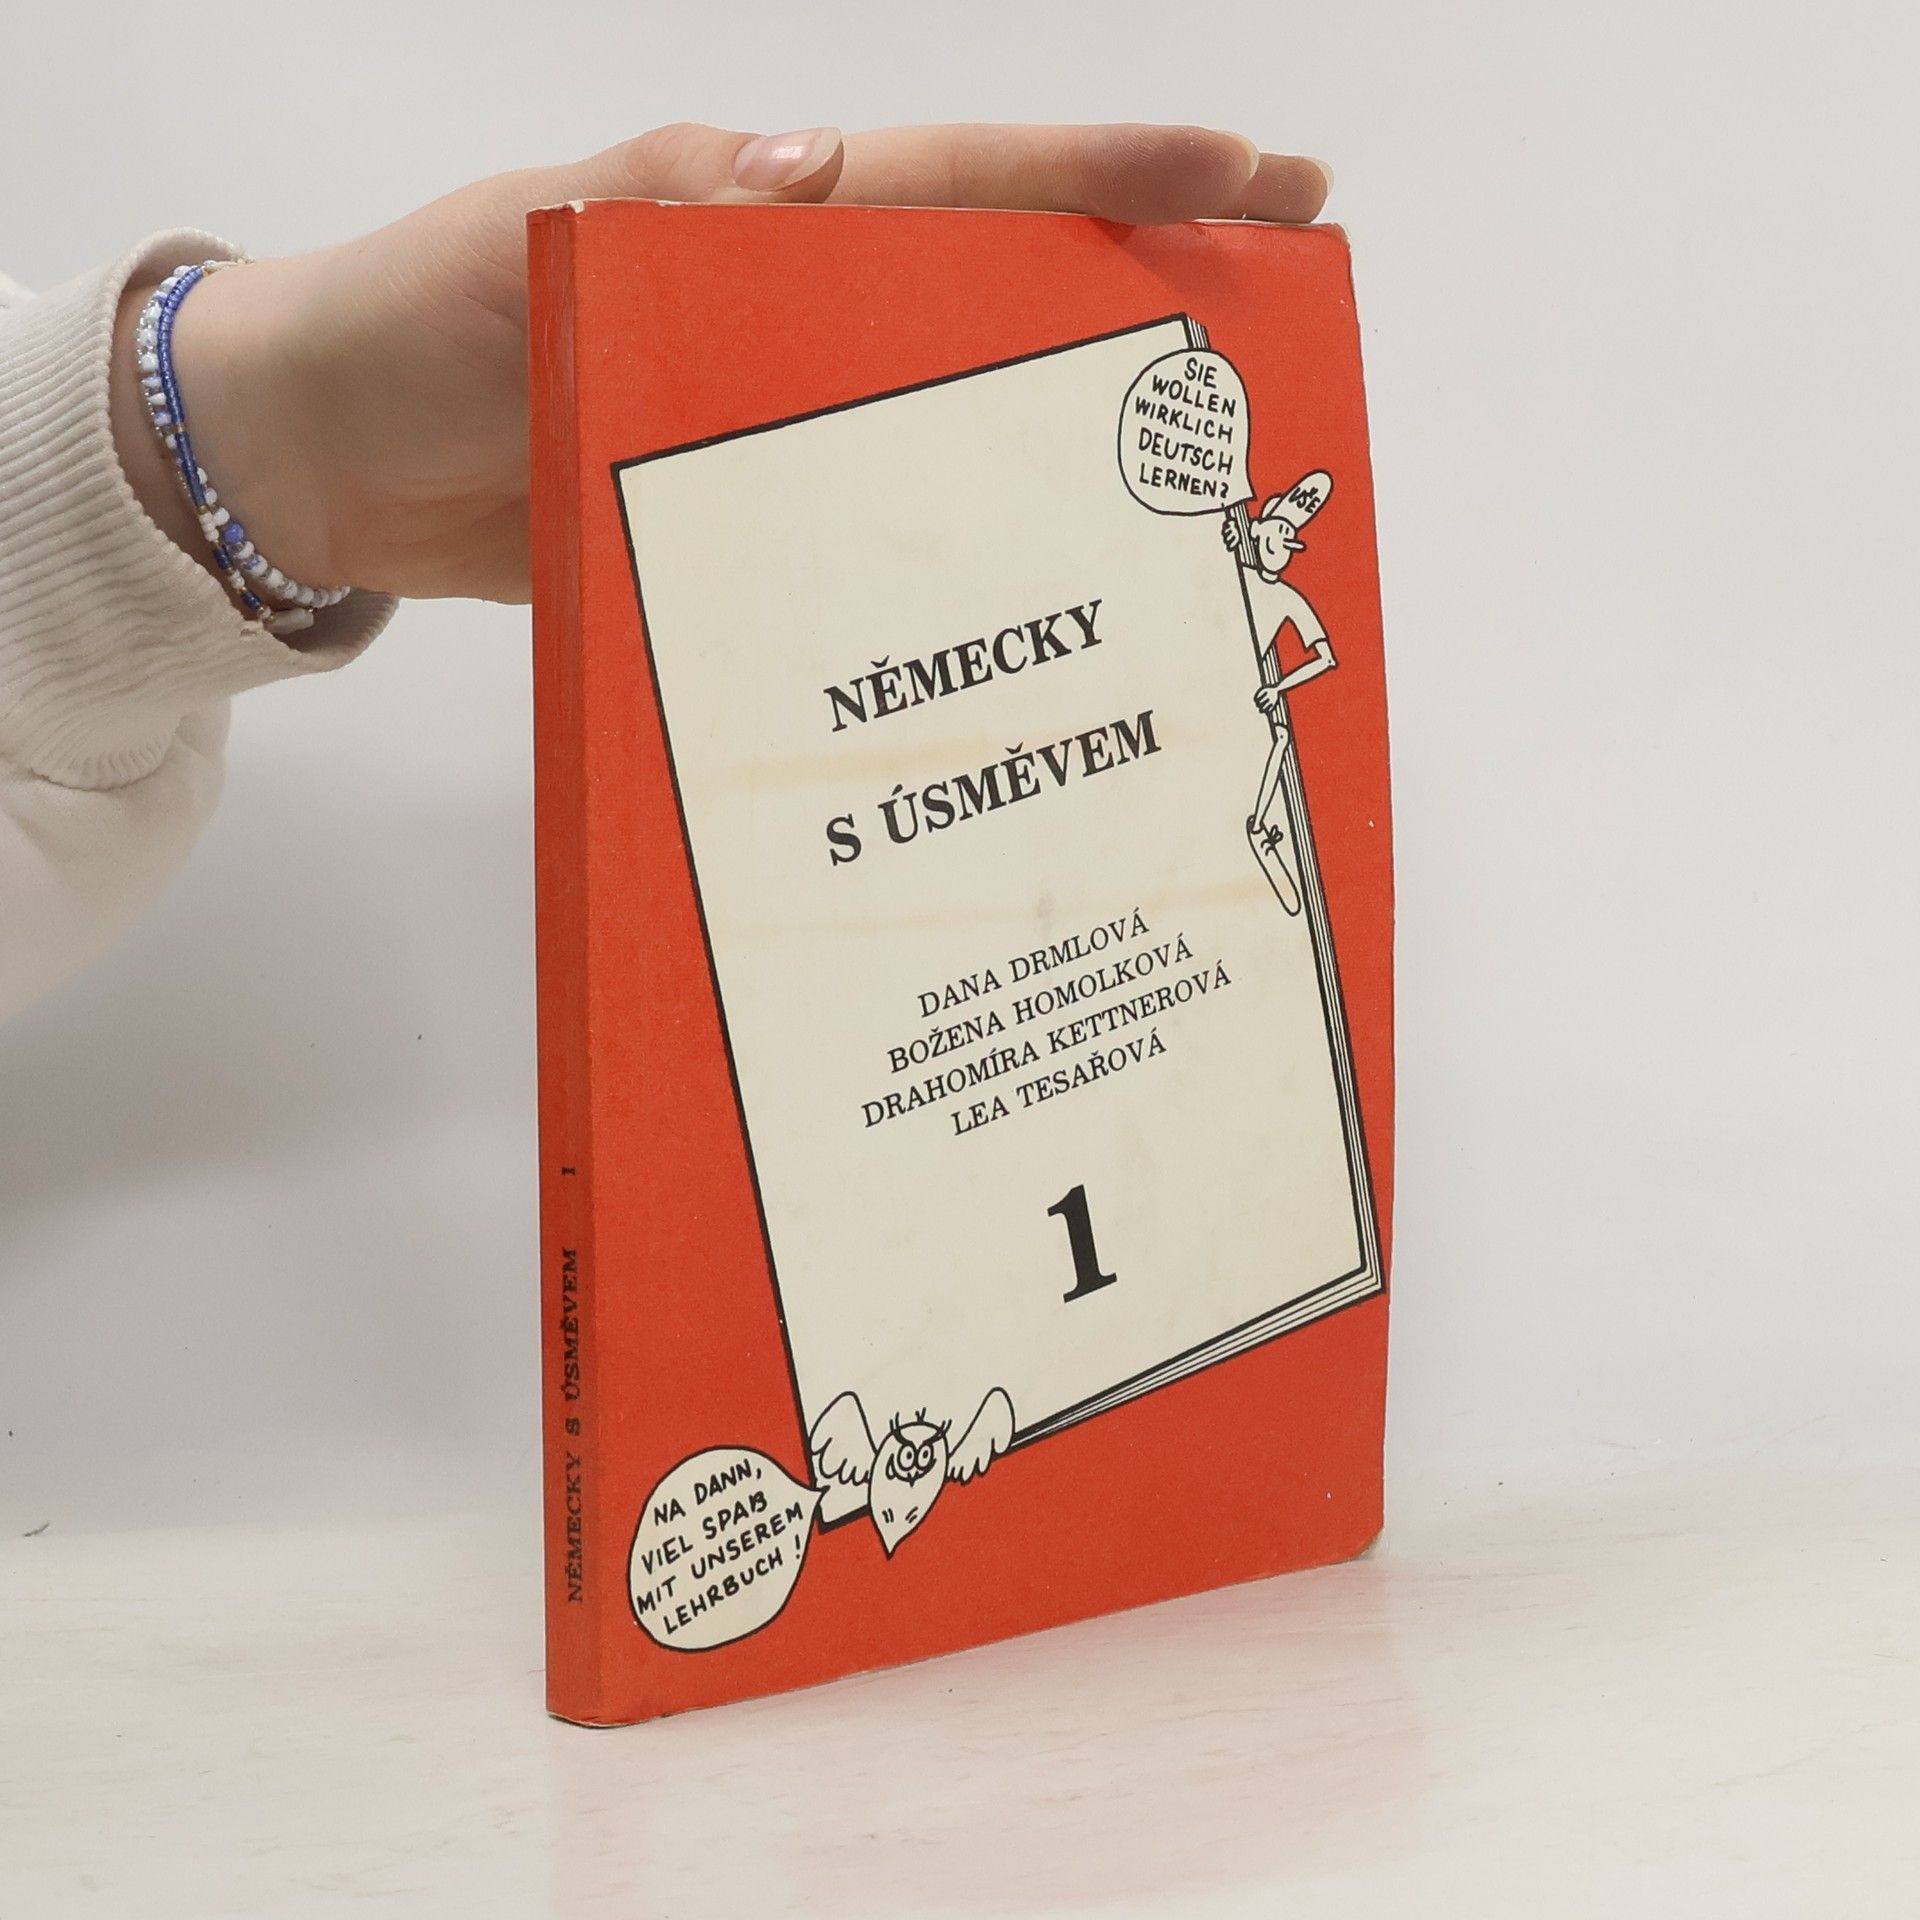 SIE
WOLLEN
WIRKLICH
DEUTSCH
LERNEN?
VŠE
NĚMECKY
S ÚSMĚVEM
DANA DRMLOVÁ
BOŽENA HOMOLKOVÁ
DRAHOMÍRA KETTNEROVÁ
LEA TESAŘOVÁ
1
NA DANN,
VIEL SPAß
MIT UNSEREM
LEHRBUCH!
NĚMECKY S ÚSMĚVEM 1